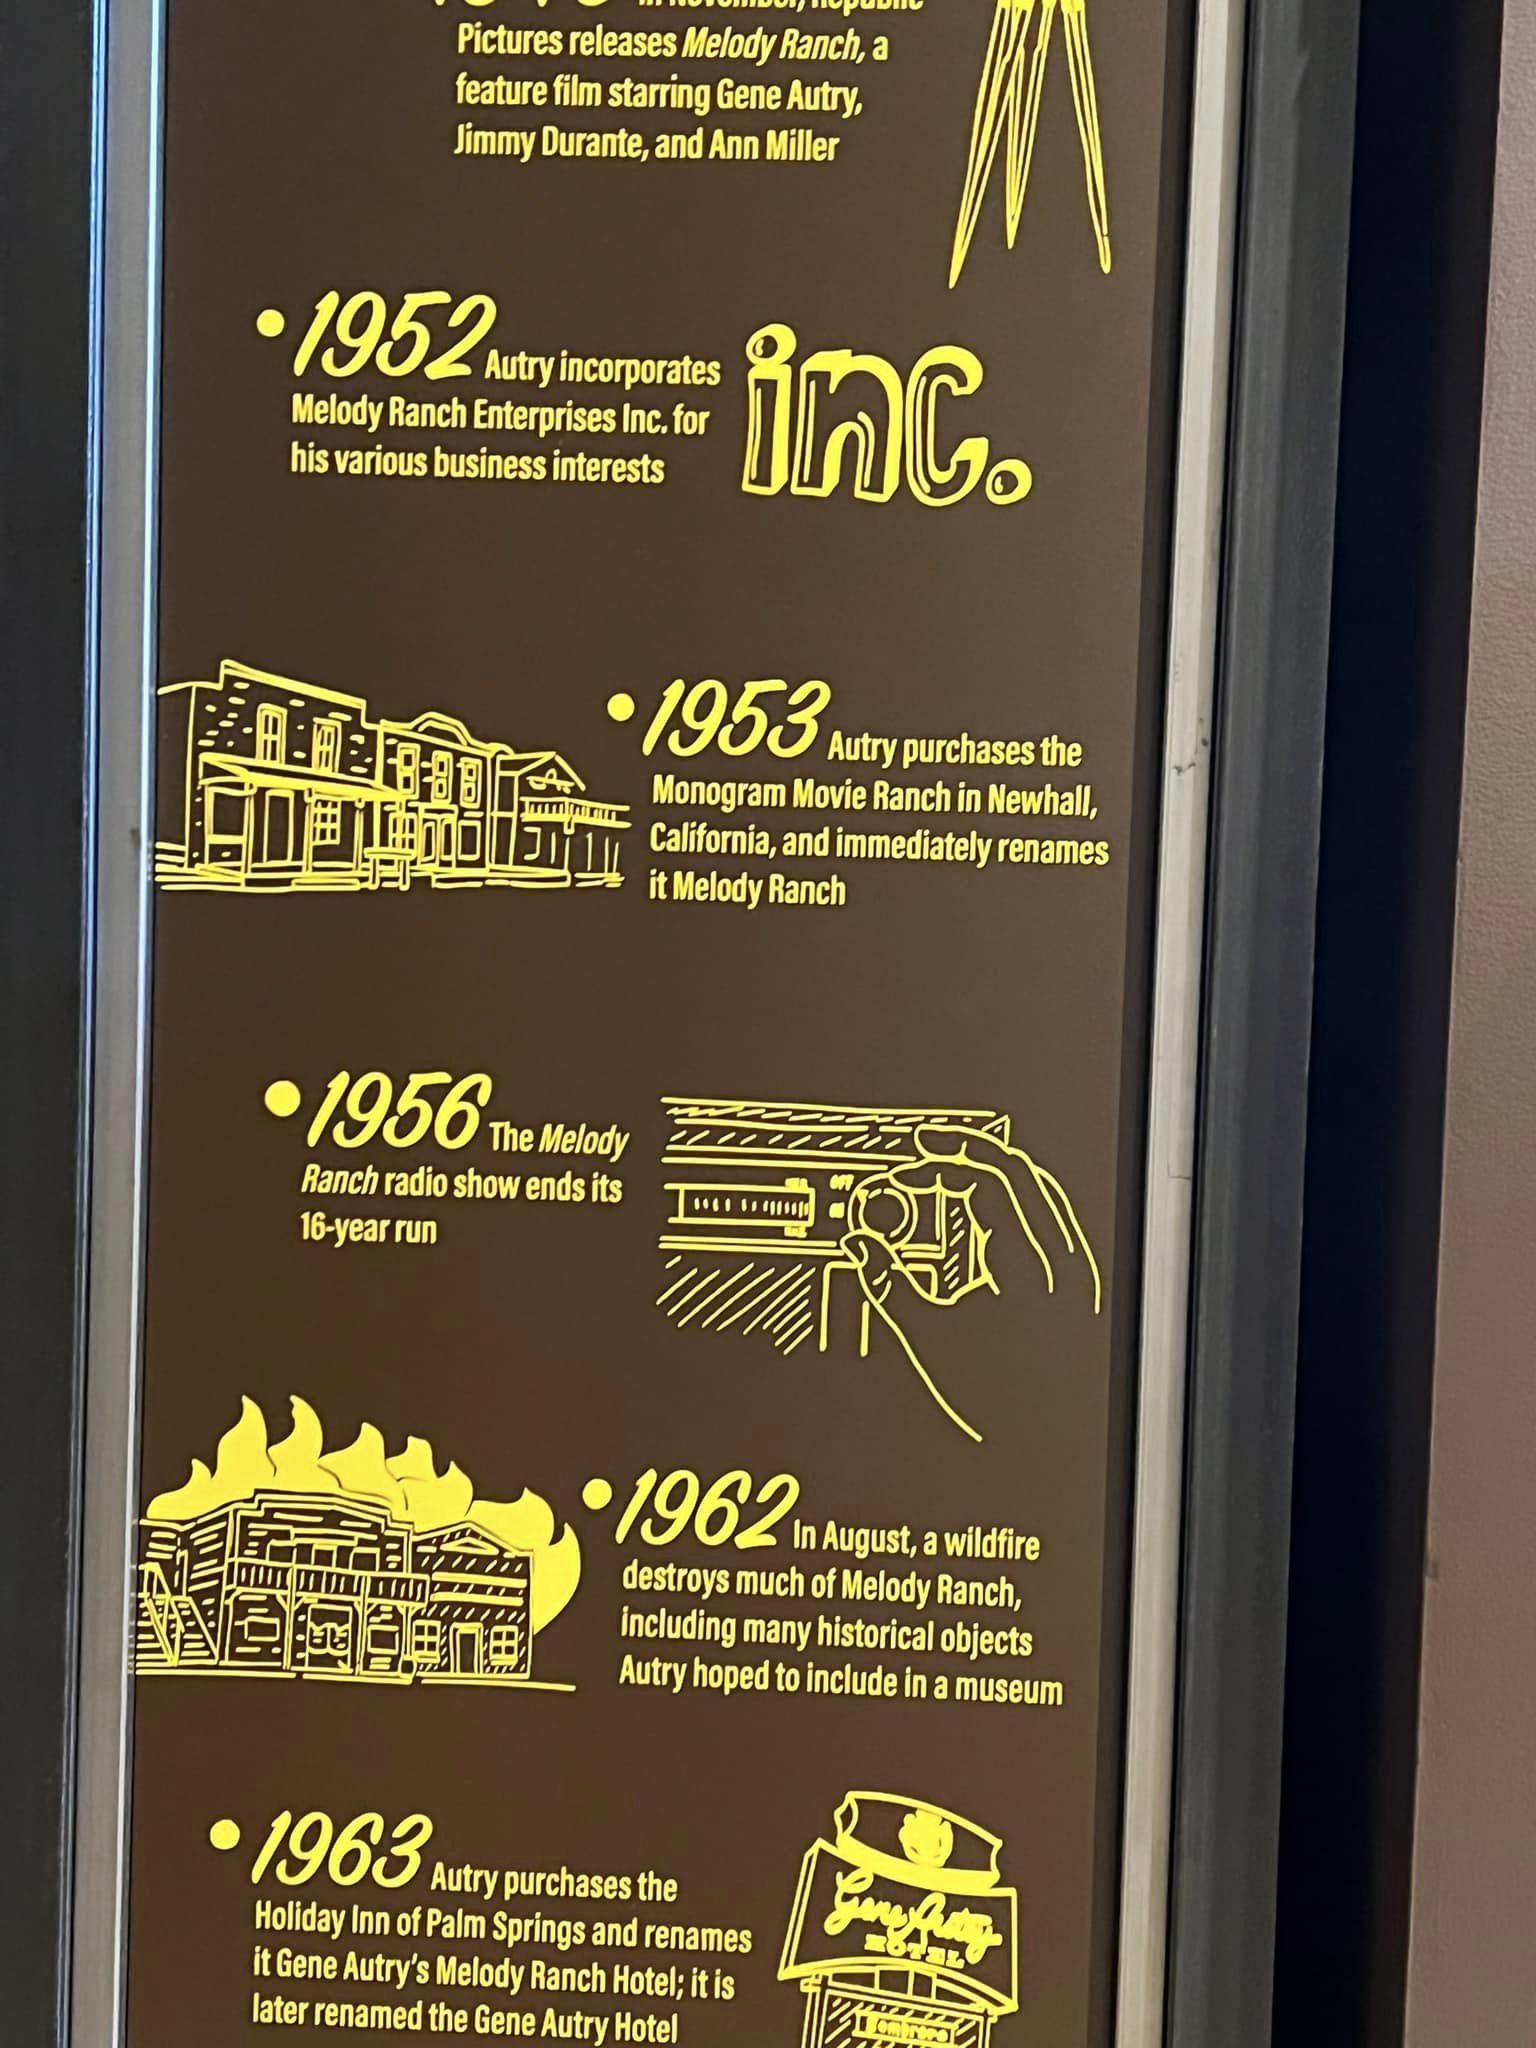 In November, Republic
Pictures releases Melody Ranch, a
feature film starring Gene Autry,
Jimmy Durante, and Ann Miller
• 1952 Autry incorporates
Melody Ranch Enterprises Inc. for
his various business interests
inc.
• 1953 Autry purchases the
Monogram Movie Ranch in Newhall,
California, and immediately renames
it Melody Ranch
• 1956 The Melody
Ranch radio show ends its
16-year run
OFF
• 1962 In August, a wildfire
destroys much of Melody Ranch,
including many historical objects
Autry hoped to include in a museum
• 1963 Autry purchases the
Holiday Inn of Palm Springs and renames
it Gene Autry's Melody Ranch Hotel; it is
later renamed the Gene Autry Hotel
Gene Autry
HOTEL